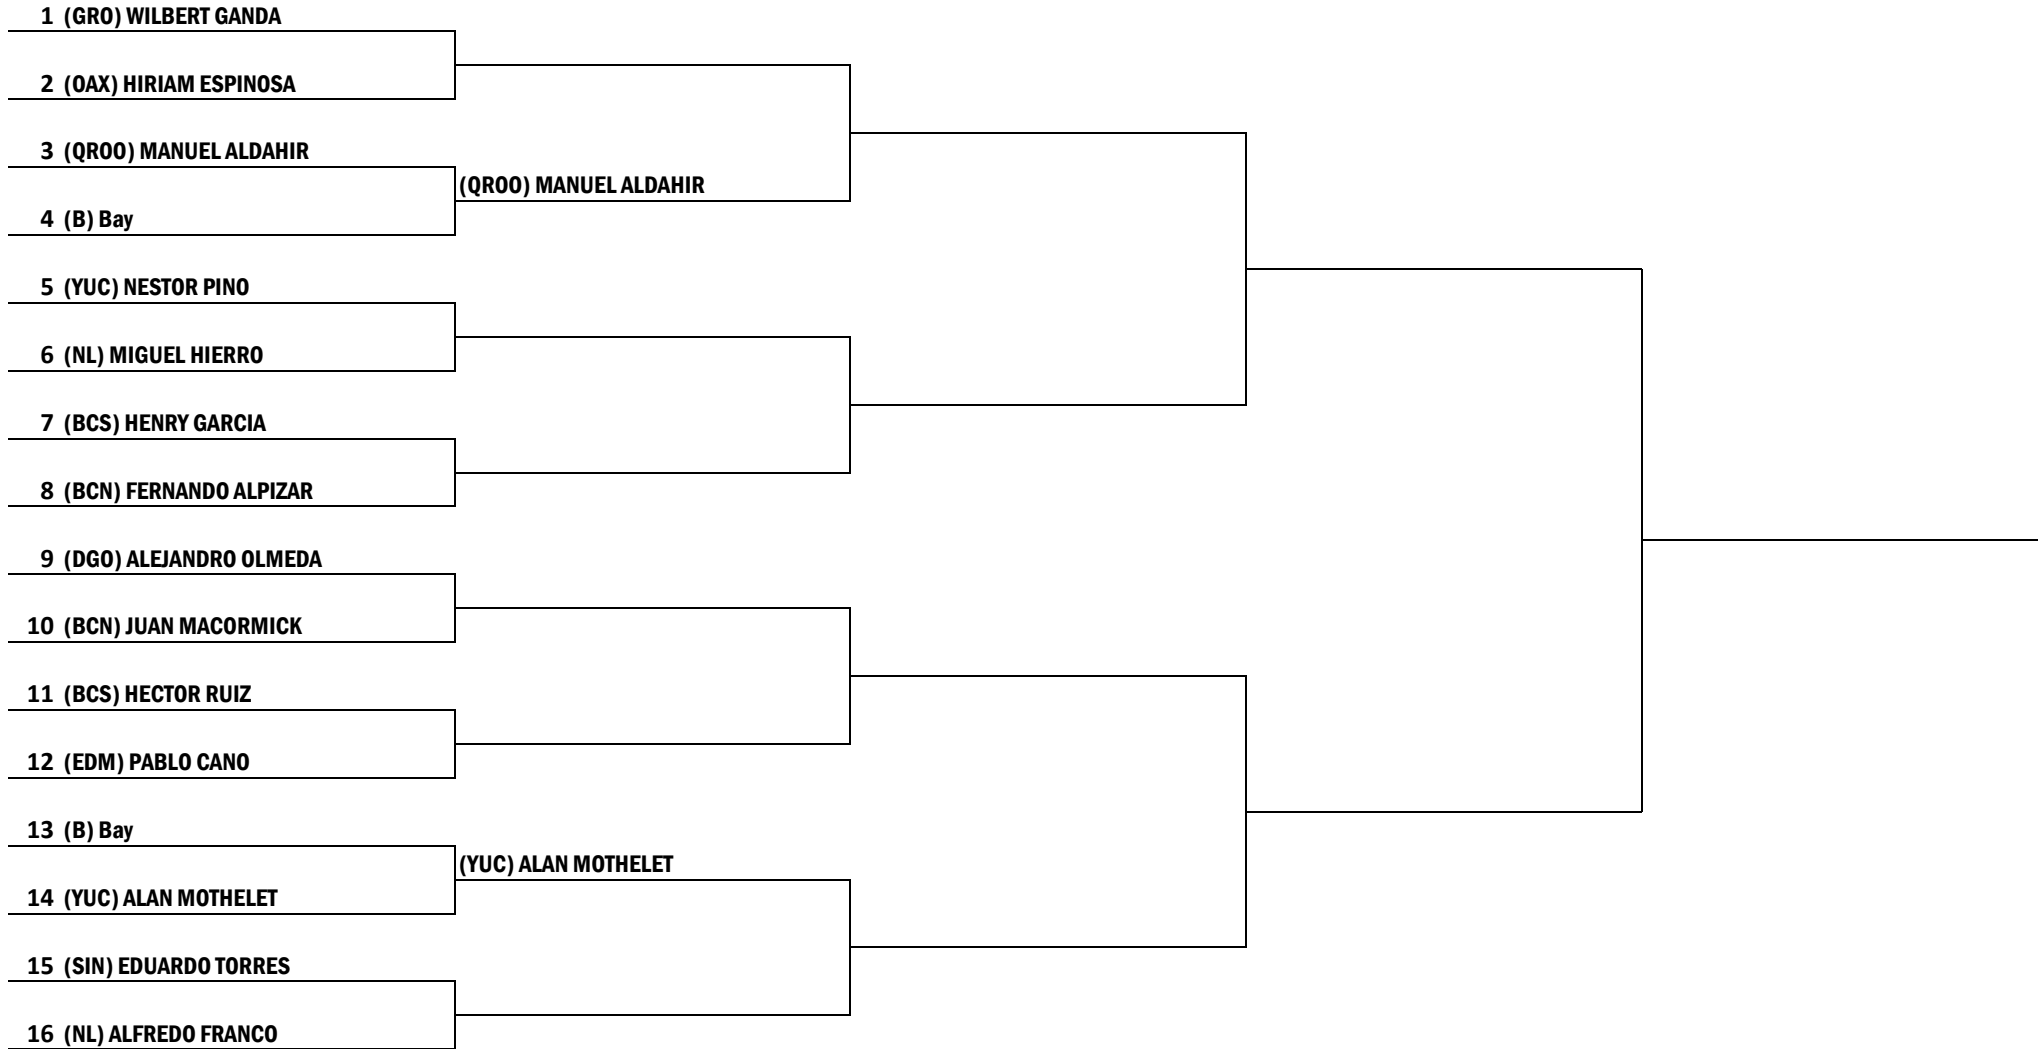 1 (GRO) WILBERT GANDA
2 (OAX) HIRIAM ESPINOSA
3 (QROO) MANUEL ALDAHIR
(QROO) MANUEL ALDAHIR
4 (B) Bay
5 (YUC) NESTOR PINO
6 (NL) MIGUEL HIERRO
7 (BCS) HENRY GARCIA
8 (BCN) FERNANDO ALPIZAR
9 (DGO) ALEJANDRO OLMEDA
10 (BCN) JUAN MACORMICK
11 (BCS) HECTOR RUIZ
12 (EDM) PABLO CANO
13 (B) Bay
(YUC) ALAN MOTHELET
14 (YUC) ALAN MOTHELET
15 (SIN) EDUARDO TORRES
16 (NL) ALFREDO FRANCO